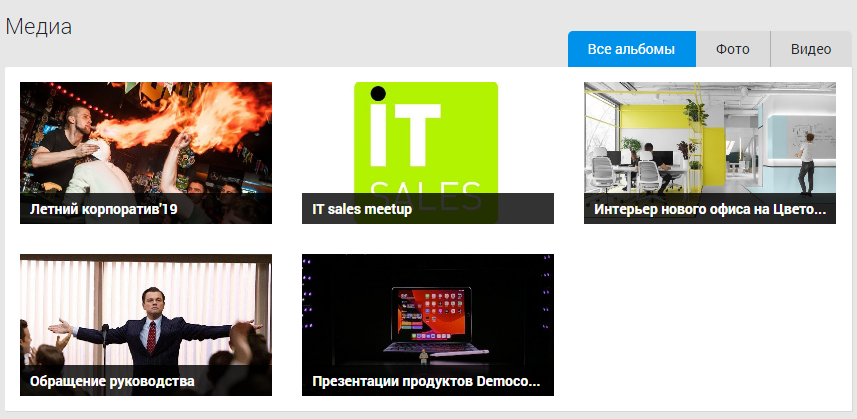 Медиа
Все альбомы
Фото
Видео
iT
SALES
Летний корпоратив'19
IT sales meetup
Интерьер нового офиса на Цвето...
Обращение руководства
Презентации продуктов Democo...